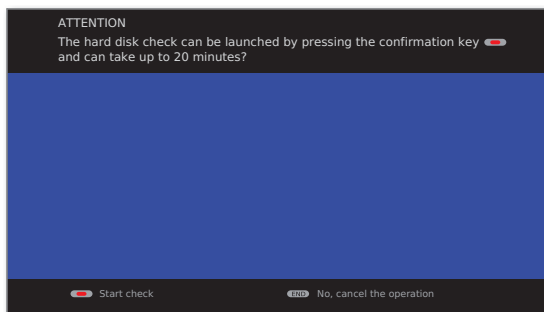 ATTENTION
The hard disk check can be launched by pressing the confirmation key
and can take up to 20 minutes?
Start check
END No, cancel the operation